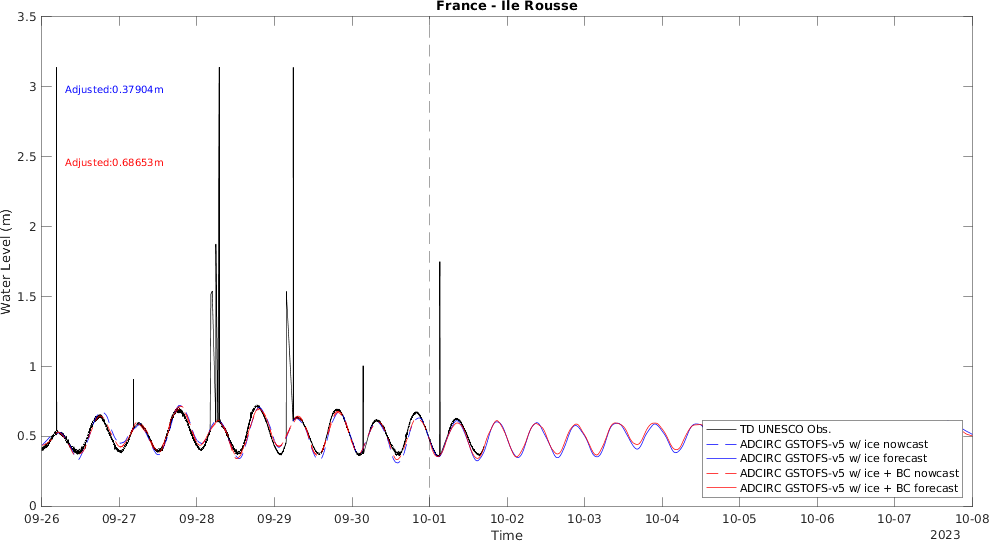 France - Ile Rousse
3.5
3
2.5
2
1.5
1
0.5
0
Water Level (m)
Adjusted:0.37904m
Adjusted:0.68653m
TD UNESCO Obs.
ADCIRC GSTOFS-v5 w/ ice nowcast
ADCIRC GSTOFS-v5 w/ ice forecast
ADCIRC GSTOFS-v5 w/ ice + BC nowcast
ADCIRC GSTOFS-v5 w/ ice + BC forecast
09-26 09-27 09-28 09-29 09-30 10-01 10-02 10-03 10-04 10-05 10-06 10-07 10-08
Time
2023